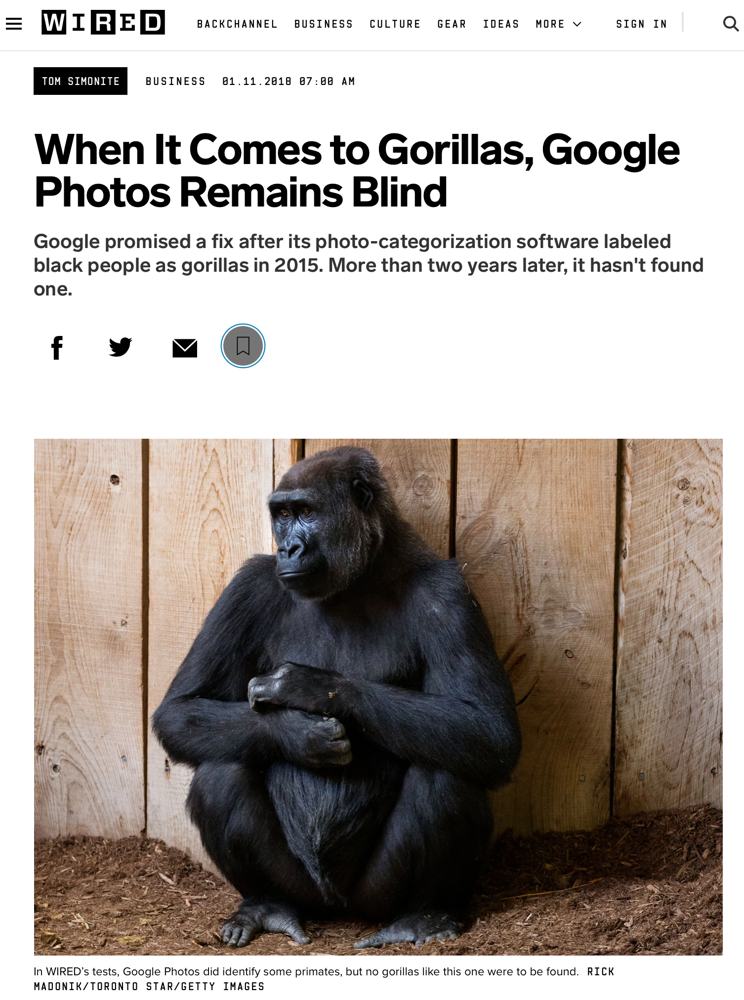 WIRED BACKCHANNEL BUSINESS CULTURE GEAR IDEAS MORE SIGN IN
TOM SIMONITE BUSINESS 01.11.2018 07:00 AM
When It Comes to Gorillas, Google
Photos Remains Blind
Google promised a fix after its photo-categorization software labeled
black people as gorillas in 2015. More than two years later, it hasn't found
one.
In WIRED’s tests, Google Photos did identify some primates, but no gorillas like this one were to be found. RICK
MADONIK/TORONTO STAR/GETTY IMAGES